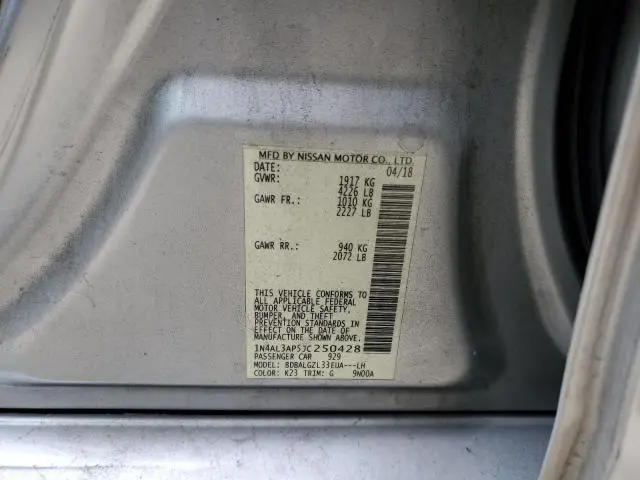 MFD BY NISSAN MOTOR CO., LTD.
DATE: 04/18
GVWR: 1917 KG
4226 LB
GAWR FR.: 1010 KG
2227 LB
GAWR RR.: 940 KG
2072 LB
THIS VEHICLE CONFORMS TO
ALL APPLICABLE FEDERAL
MOTOR VEHICLE SAFETY,
BUMPER, AND THEFT
PREVENTION STANDARDS IN
EFFECT ON THE DATE OF
MANUFACTURE SHOWN ABOVE.
1N4AL3AP5JC250428
PASSENGER CAR 929
MODEL: BDBALGZL33EUA---LH
COLOR: K23 TRIM: G 9N00A